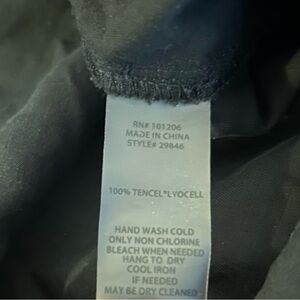 RN# 101206
MADE IN CHINA
STYLE# 29846
100% TENCEL®LYOCELL
HAND WASH COLD
ONLY NON CHLORINE
BLEACH WHEN NEEDED
HANG TO DRY
COOL IRON
IF NEEDED
MAY BE DRY CLEANED